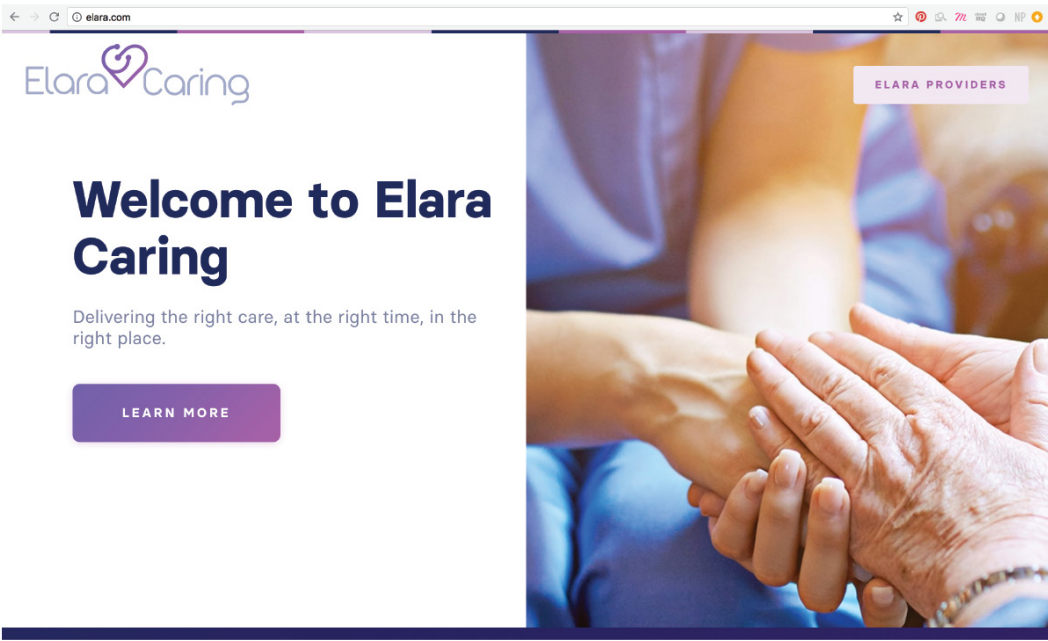 elara.com
NP
Elara Caring
ELARA PROVIDERS
Welcome to Elara
Caring
Delivering the right care, at the right time, in the
right place.
LEARN MORE